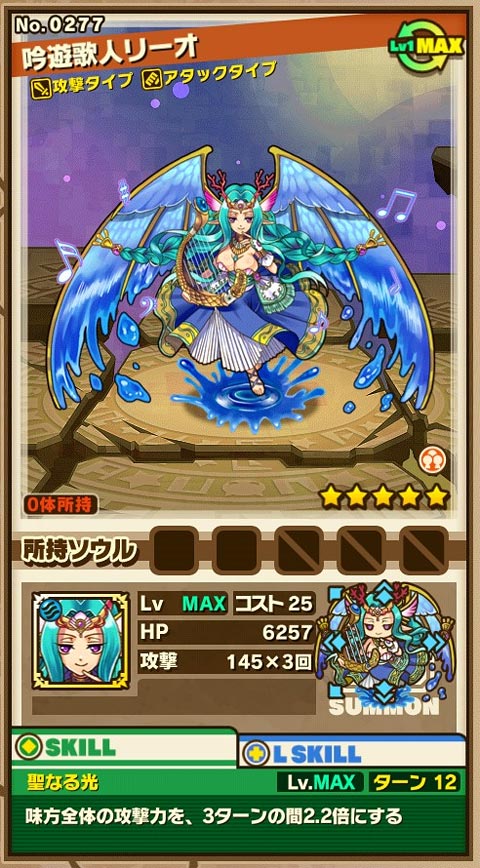 No.0277
吟遊歌人リーオ
Lv1 MAX
攻撃タイプ アタックタイプ
0体所持
所持ソウル
Lv MAX コスト 25
HP 6257
攻撃 145×3回
SUMMON
SKILL
L SKILL
聖なる光 Lv.MAX ターン 12
味方全体の攻撃力を、3ターンの間2.2倍にする